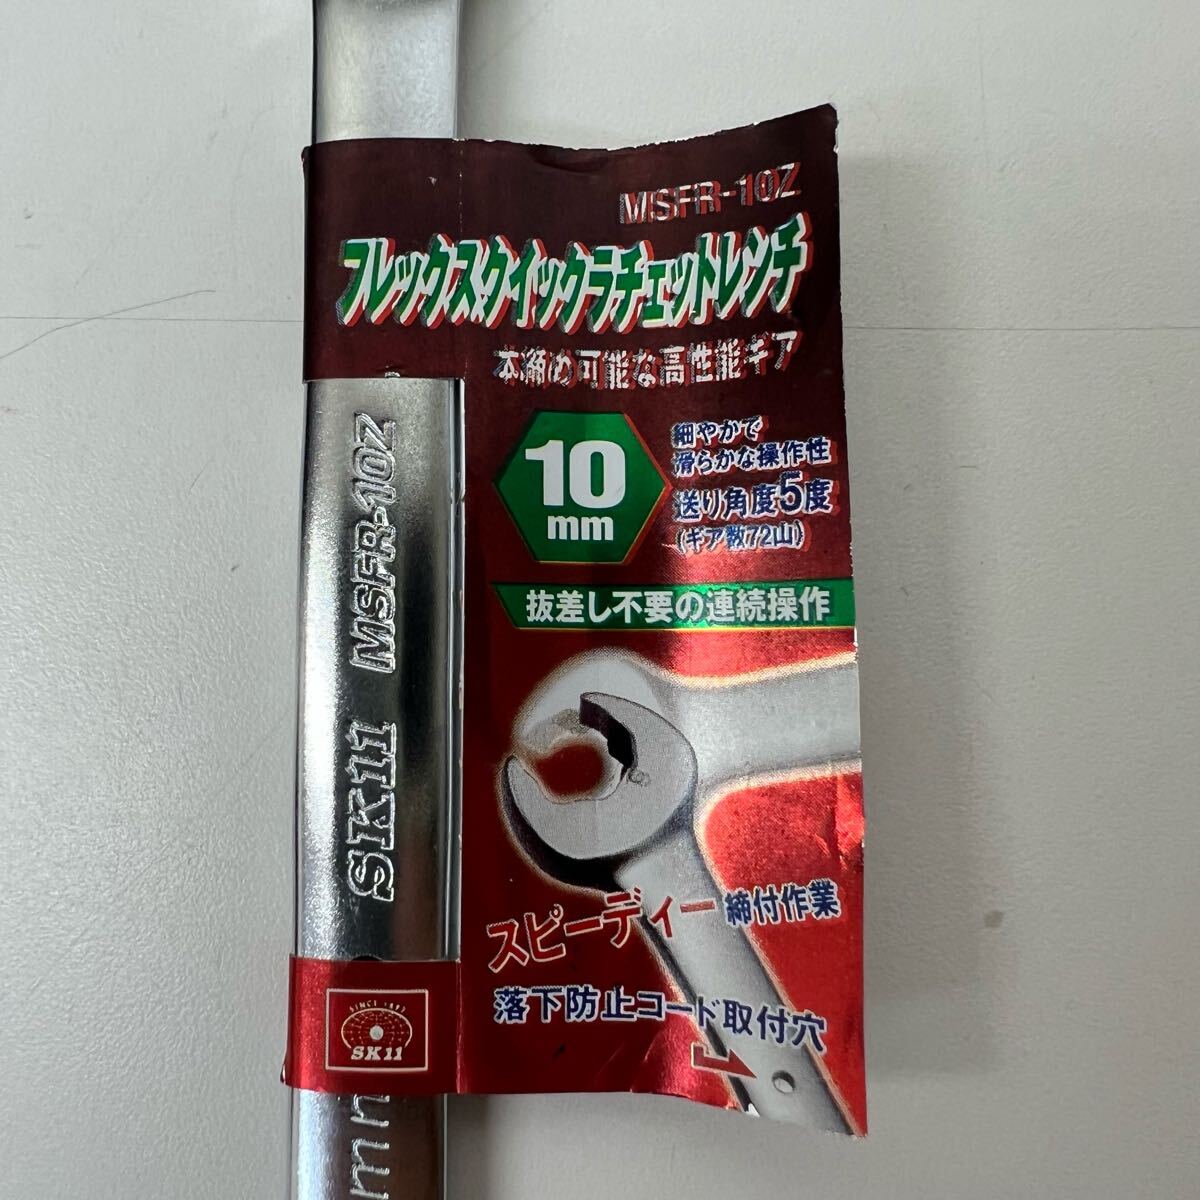 MSFR-10Z
フレックスクイックラチェットレンチ
本締め可能な高性能ギア
10
mm
細やかで
滑らかな操作性
送り角度5度
(ギア数72山)
抜差し不要の連続操作
スピーディー締付作業
落下防止コード取付穴
SK11 MSFR-10Z
SINCE
SK11
mm